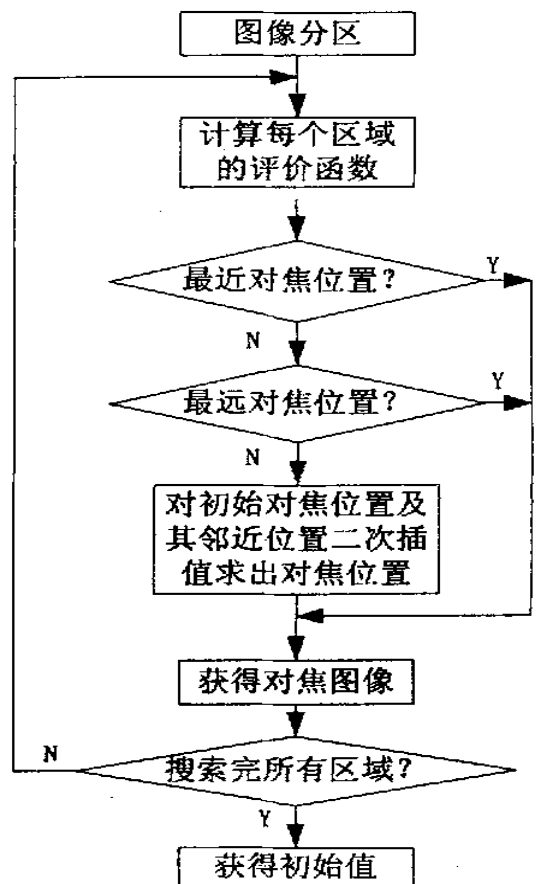 图像分区
计算每个区域
的评价函数
最近对焦位置?
Y
N
最远对焦位置?
Y
N
对初始对焦位置及
其邻近位置二次插
值求出对焦位置
获得对焦图像
搜索完所有区域?
N
Y
获得初始值